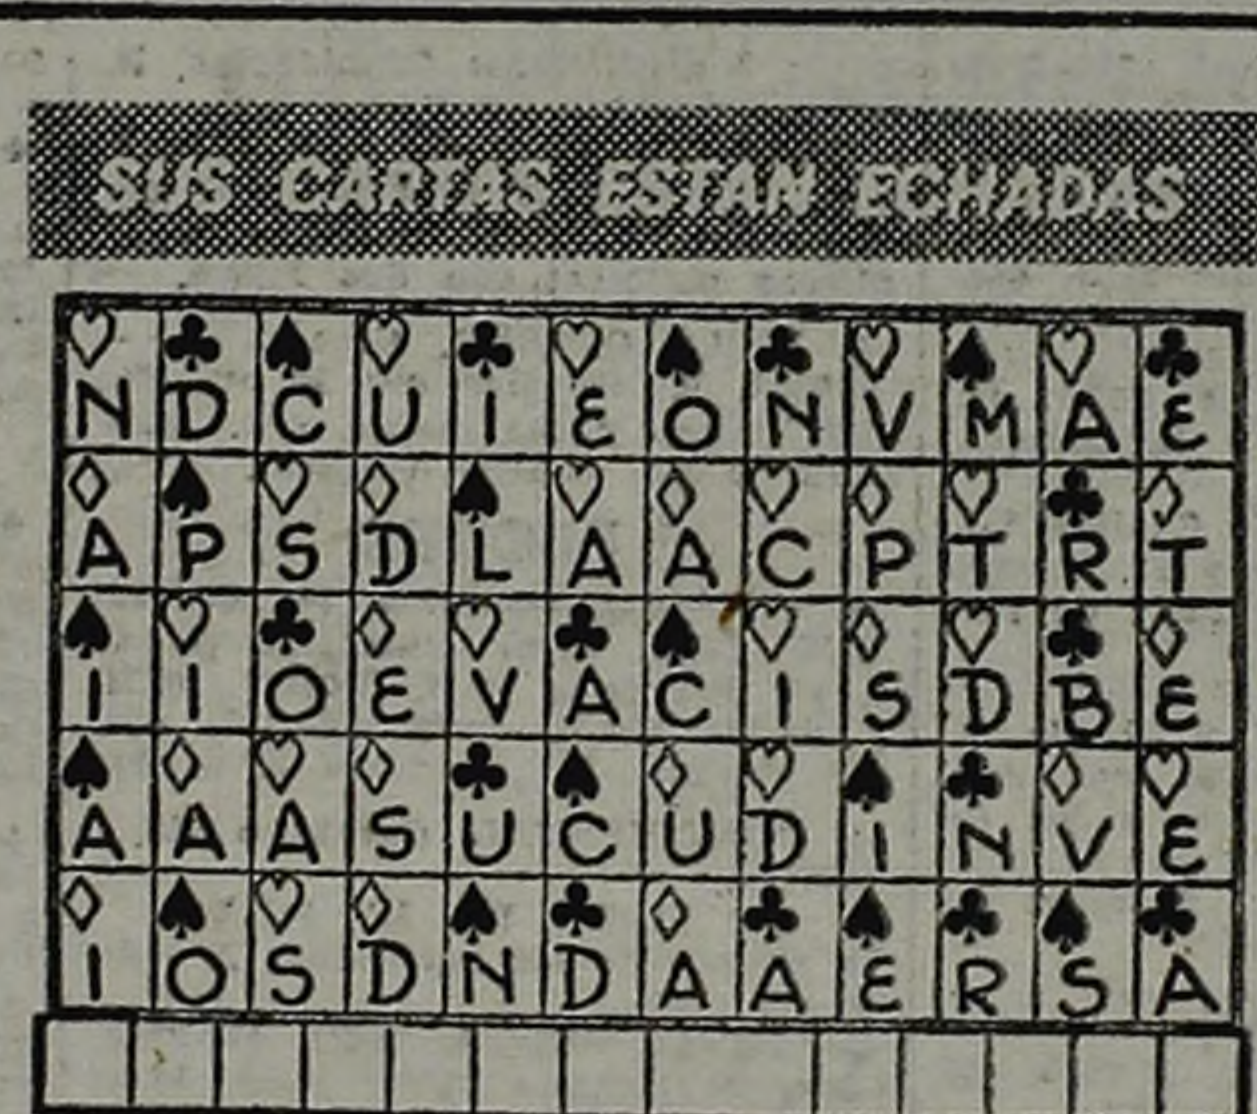 SUS CARTAS ESTAN ECHADAS
N D C U I E O N V M A E
A P S D L A A C P T R T
I I O E V A C I S D B E
A A A S U C U D I N V E
I O S D N D A A E R S A